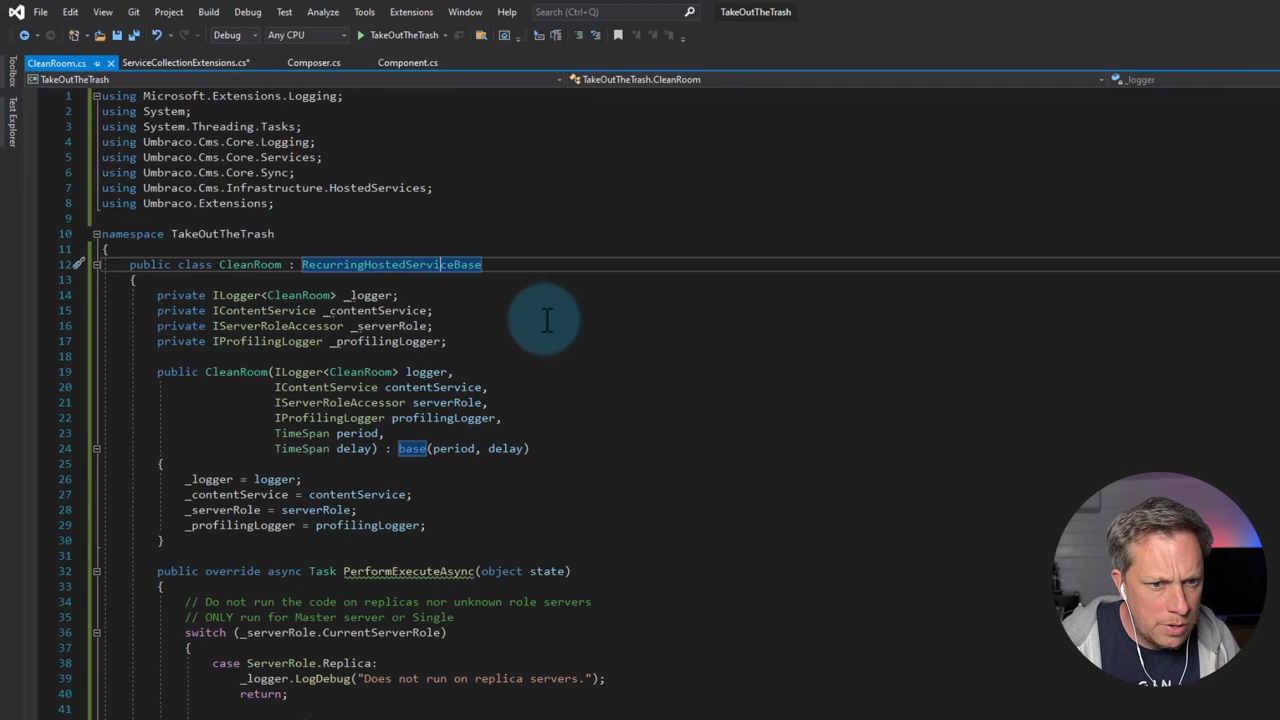 File Edit View Git Project Build Debug Test Analyze Tools Extensions Window Help Search (Ctrl+Q) TakeOutTheTrash
Debug Any CPU TakeOutTheTrash
CleanRoom.cs ServiceCollectionExtensions.cs* Composer.cs Component.cs
TakeOutTheTrash TakeOutTheTrash.CleanRoom _logger
Toolbox
Test Explorer
1 using Microsoft.Extensions.Logging;
2 using System;
3 using System.Threading.Tasks;
4 using Umbraco.Cms.Core.Logging;
5 using Umbraco.Cms.Core.Services;
6 using Umbraco.Cms.Core.Sync;
7 using Umbraco.Cms.Infrastructure.HostedServices;
8 using Umbraco.Extensions;
9
10 namespace TakeOutTheTrash
11 {
12 public class CleanRoom : RecurringHostedServiceBase
13 {
14 private ILogger<CleanRoom> _logger;
15 private IContentService _contentService;
16 private IServerRoleAccessor _serverRole;
17 private IProfilingLogger _profilingLogger;
18
19 public CleanRoom(ILogger<CleanRoom> logger,
20 IContentService contentService,
21 IServerRoleAccessor serverRole,
22 IProfilingLogger profilingLogger,
23 TimeSpan period,
24 TimeSpan delay) : base(period, delay)
25 {
26 _logger = logger;
27 _contentService = contentService;
28 _serverRole = serverRole;
29 _profilingLogger = profilingLogger;
30 }
31
32 public override async Task PerformExecuteAsync(object state)
33 {
34 // Do not run the code on replicas nor unknown role servers
35 // ONLY run for Master server or Single
36 switch (_serverRole.CurrentServerRole)
37 {
38 case ServerRole.Replica:
39 _logger.LogDebug("Does not run on replica servers.");
40 return;
41